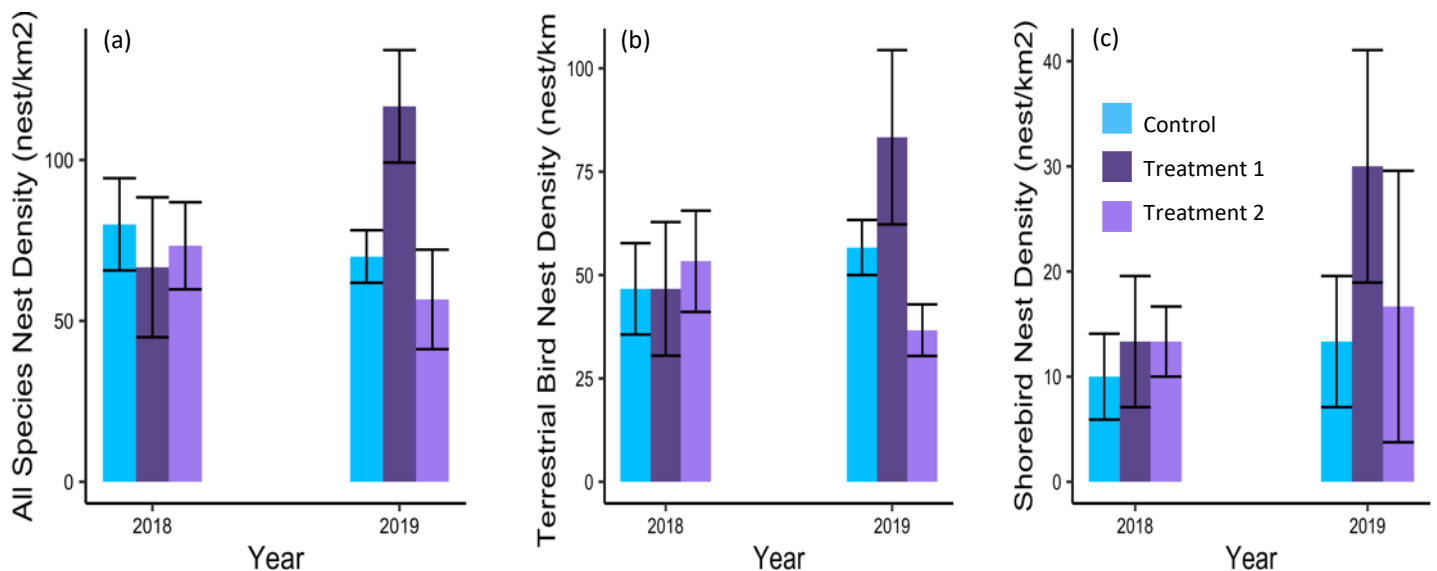 (a)
All Species Nest Density (nest/km2)
100
50
0
2018
2019
Year
(b)
Terrestrial Bird Nest Density (nest/km
100
75
50
25
0
2018
2019
Year
(c)
Shorebird Nest Density (nest/km2)
40
30
20
10
0
Control
Treatment 1
Treatment 2
2018
2019
Year